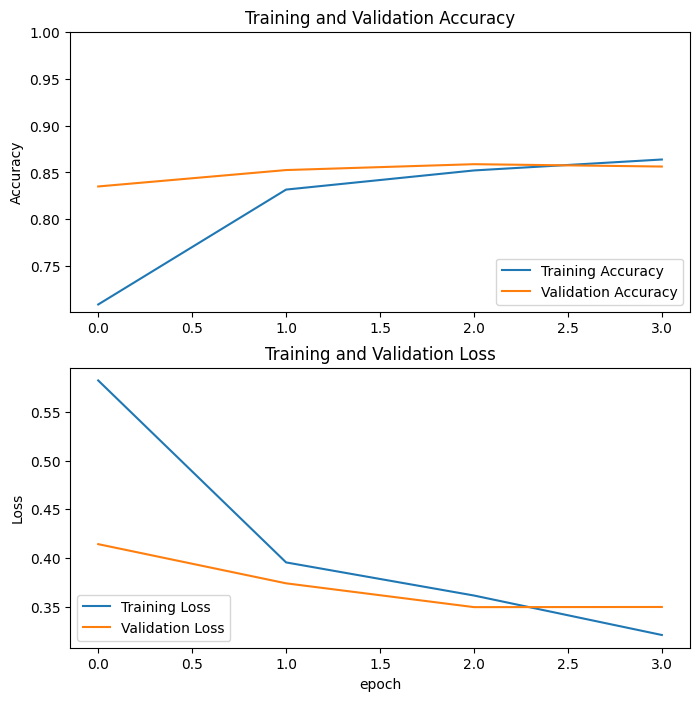 Training and Validation Accuracy
1.00
0.95
0.90
0.85
0.80
0.75
Accuracy
Training Accuracy
Validation Accuracy
0.0 0.5 1.0 1.5 2.0 2.5 3.0
Training and Validation Loss
0.55
0.50
0.45
0.40
0.35
Loss
Training Loss
Validation Loss
0.0 0.5 1.0 1.5 2.0 2.5 3.0
epoch